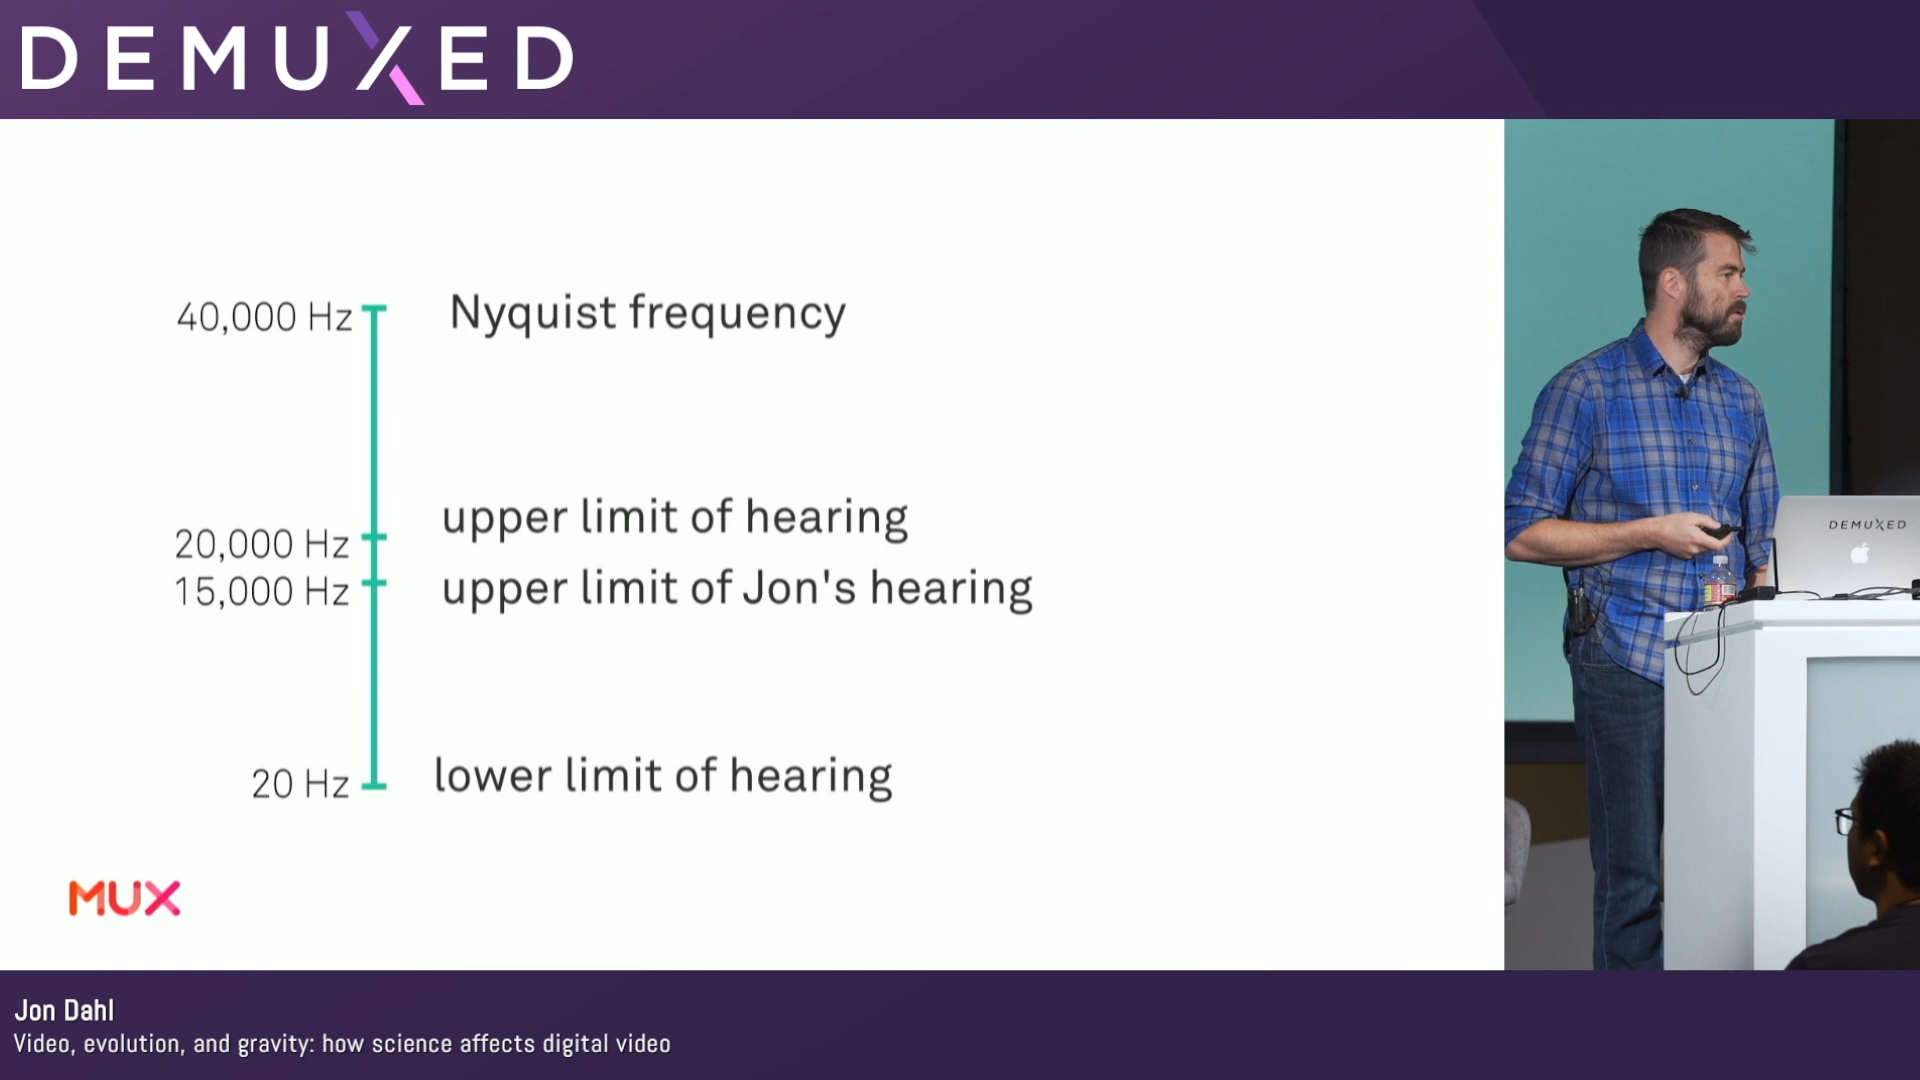 DEMUXED
40,000 Hz Nyquist frequency
20,000 Hz upper limit of hearing
15,000 Hz upper limit of Jon's hearing
20 Hz lower limit of hearing
MUX
DEMUXED
Jon Dahl
Video, evolution, and gravity: how science affects digital video